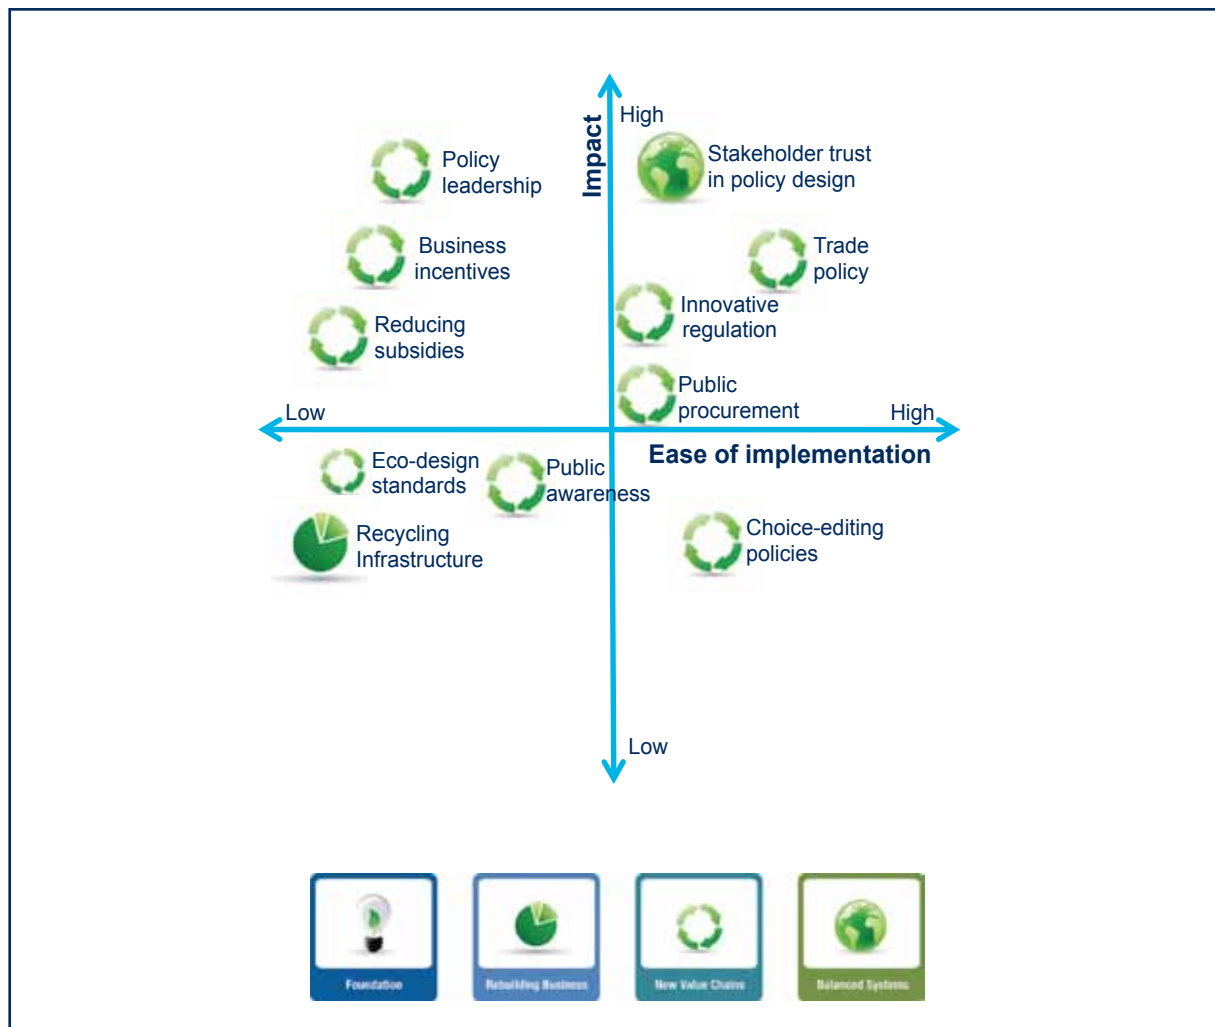 High
Impact
Policy
leadership
Stakeholder trust
in policy design
Business
incentives
Trade
policy
Reducing
subsidies
Innovative
regulation
Public
procurement
Low
High
Ease of implementation
Eco-design
standards
Public
awareness
Recycling
Infrastructure
Choice-editing
policies
Low
Foundation
Rebuilding Business
New Value Chains
Balanced Systems